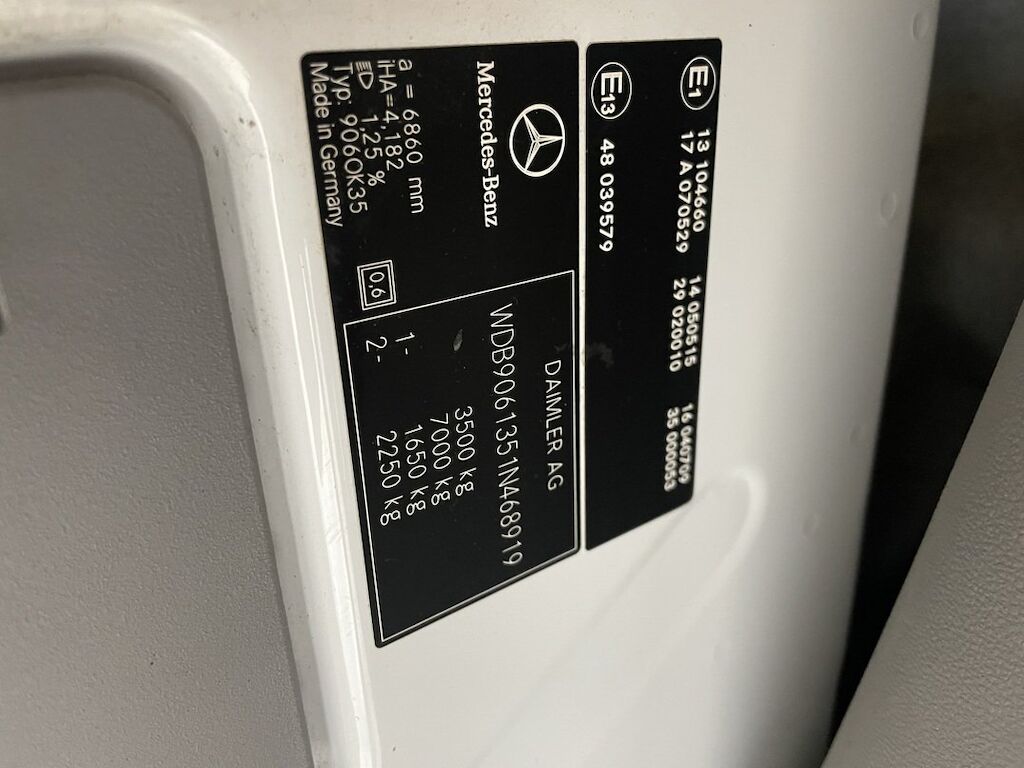 E1
13 104660 14 050515 16 040709
17 A 070529 29 020010 35 000053
E13
48 039579
Mercedes-Benz
a = 6860 mm
iHA=4,182
1,25 %
Typ: 906OK35
Made in Germany
0,6
DAIMLER AG
WDB9061351N468919
3500 kg
7000 kg
1- 1650 kg
2- 2250 kg